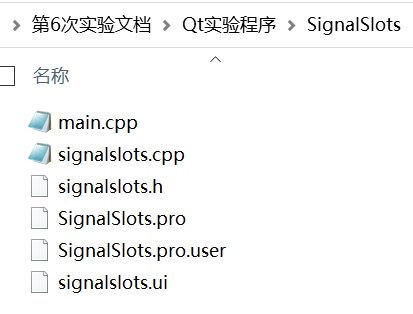 第6次实验文档 > Qt实验程序 > SignalSlots
名称
main.cpp
signalslots.cpp
signalslots.h
SignalSlots.pro
SignalSlots.pro.user
signalslots.ui